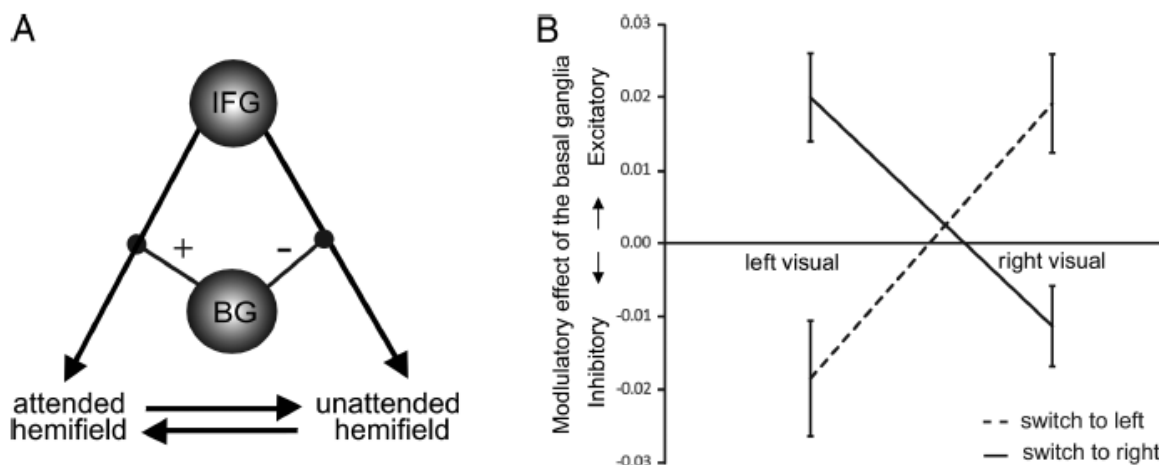 A
IFG
+
-
BG
attended
hemifield
unattended
hemifield
B
Modlulatory effect of the basal ganglia
Inhibitory ← → Excitatory
0.03
0.02
0.01
0.00
-0.01
-0.02
-0.03
left visual
right visual
switch to left
switch to right